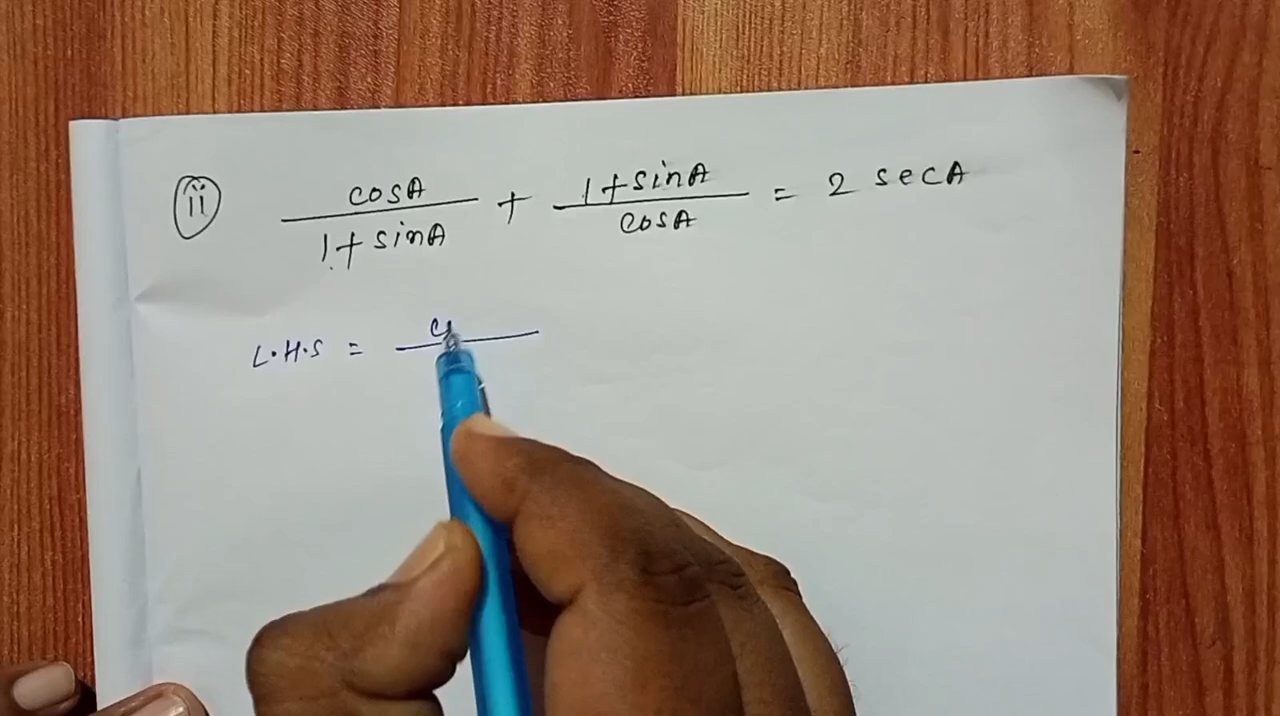 ii cosA/1+sinA + 1+sinA/cosA = 2 secA
L.H.S =